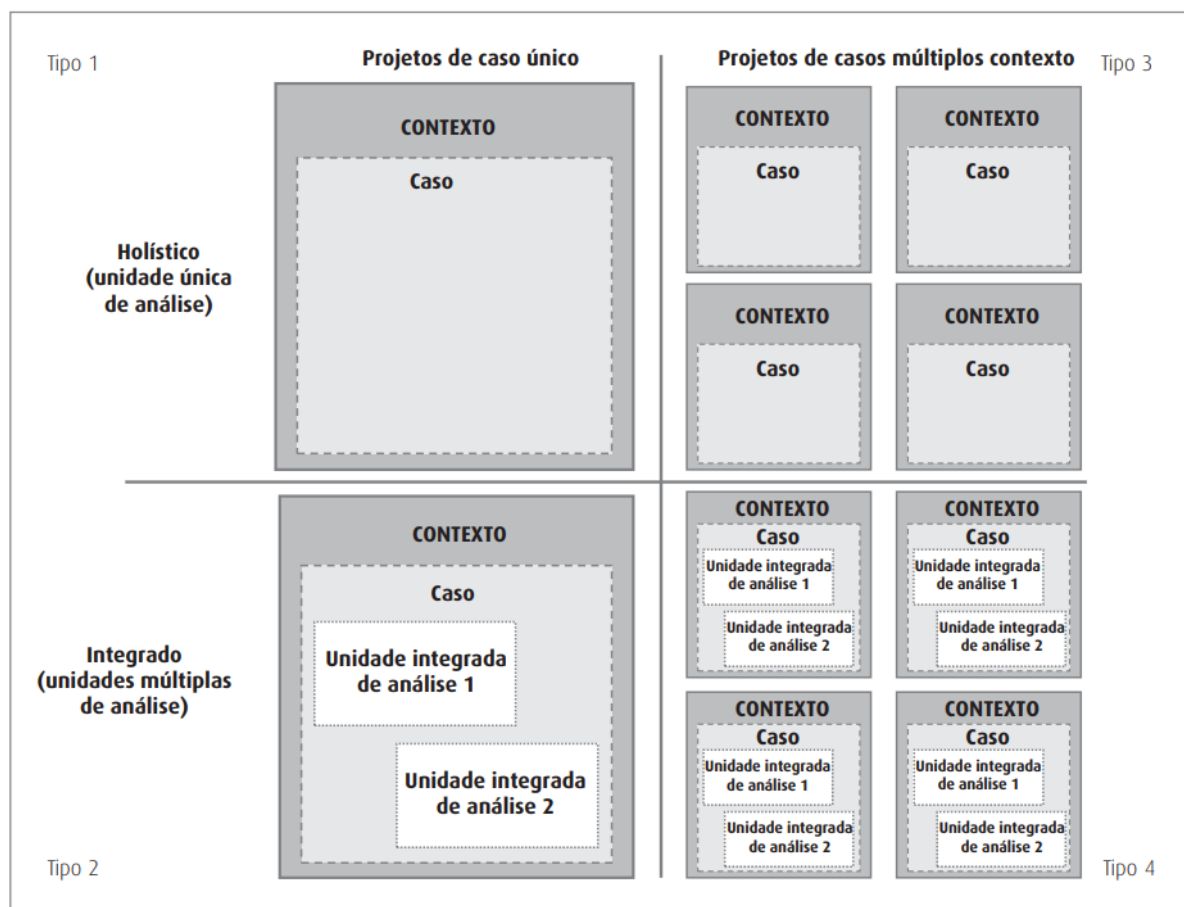 Tipo 1
Projetos de caso único
Projetos de casos múltiplos contexto
Tipo 3
CONTEXTO
Caso
Holístico
(unidade única
de análise)
CONTEXTO
Caso
CONTEXTO
Caso
CONTEXTO
Caso
CONTEXTO
Caso
CONTEXTO
Caso
Unidade integrada
de análise 1
Unidade integrada
de análise 2
Integrado
(unidades múltiplas
de análise)
Tipo 2
CONTEXTO
Caso
Unidade integrada
de análise 1
Unidade integrada
de análise 2
CONTEXTO
Caso
Unidade integrada
de análise 1
Unidade integrada
de análise 2
CONTEXTO
Caso
Unidade integrada
de análise 1
Unidade integrada
de análise 2
CONTEXTO
Caso
Unidade integrada
de análise 1
Unidade integrada
de análise 2
Tipo 4